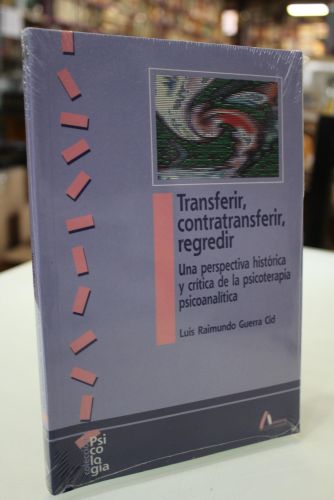 Transferir,
contratransferir,
regredir
Una perspectiva histórica
y crítica de la psicoterapia
psicoanalítica
Luis Raimundo Guerra Cid
colección
Psi
co
lo
gía